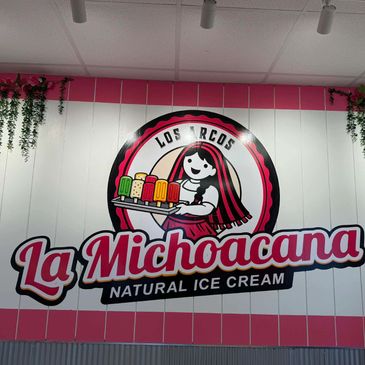 LOS ARCOS
La Michoacana
NATURAL ICE CREAM